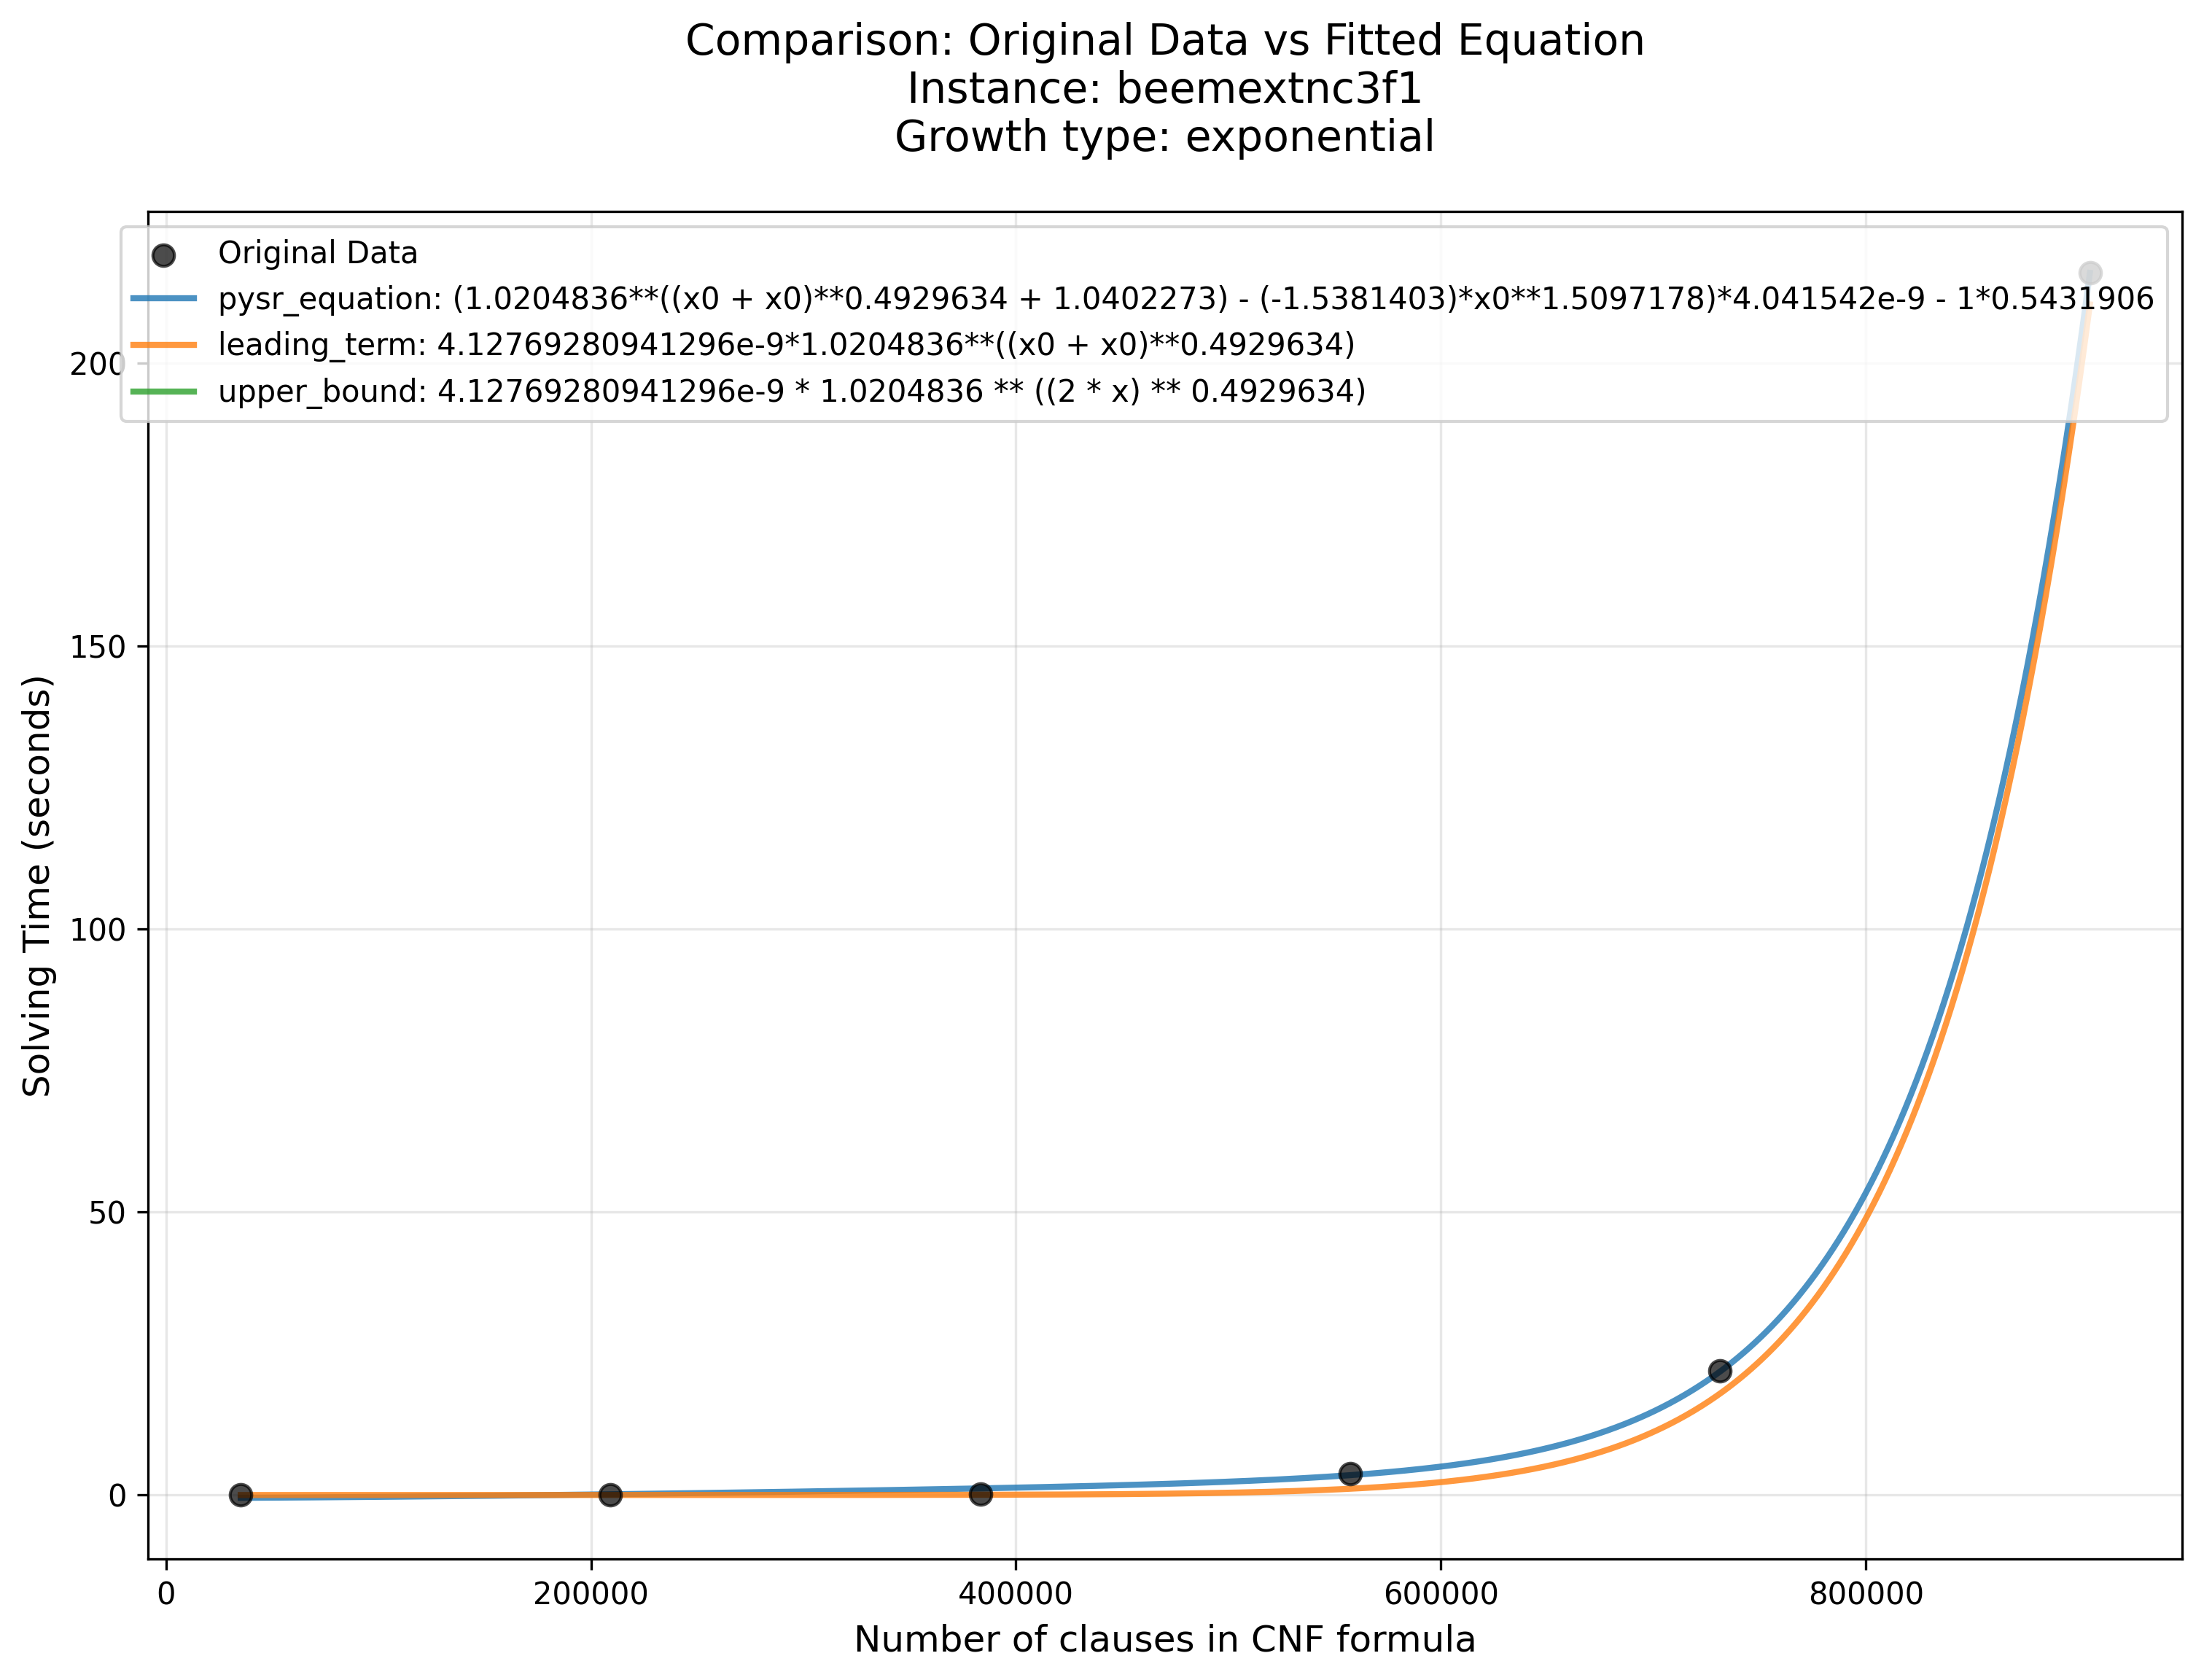 Comparison: Original Data vs Fitted Equation
Instance: beemextnc3f1
Growth type: exponential
Original Data
pysr_equation: (1.0204836**((x0 + x0)**0.4929634 + 1.0402273) - (-1.5381403)*x0**1.5097178)*4.041542e-9 - 1*0.5431906
leading_term: 4.12769280941296e-9*1.0204836**((x0 + x0)**0.4929634)
upper_bound: 4.12769280941296e-9 * 1.0204836 ** ((2 * x) ** 0.4929634)
200
150
100
50
0
Solving Time (seconds)
0 200000 400000 600000 800000
Number of clauses in CNF formula